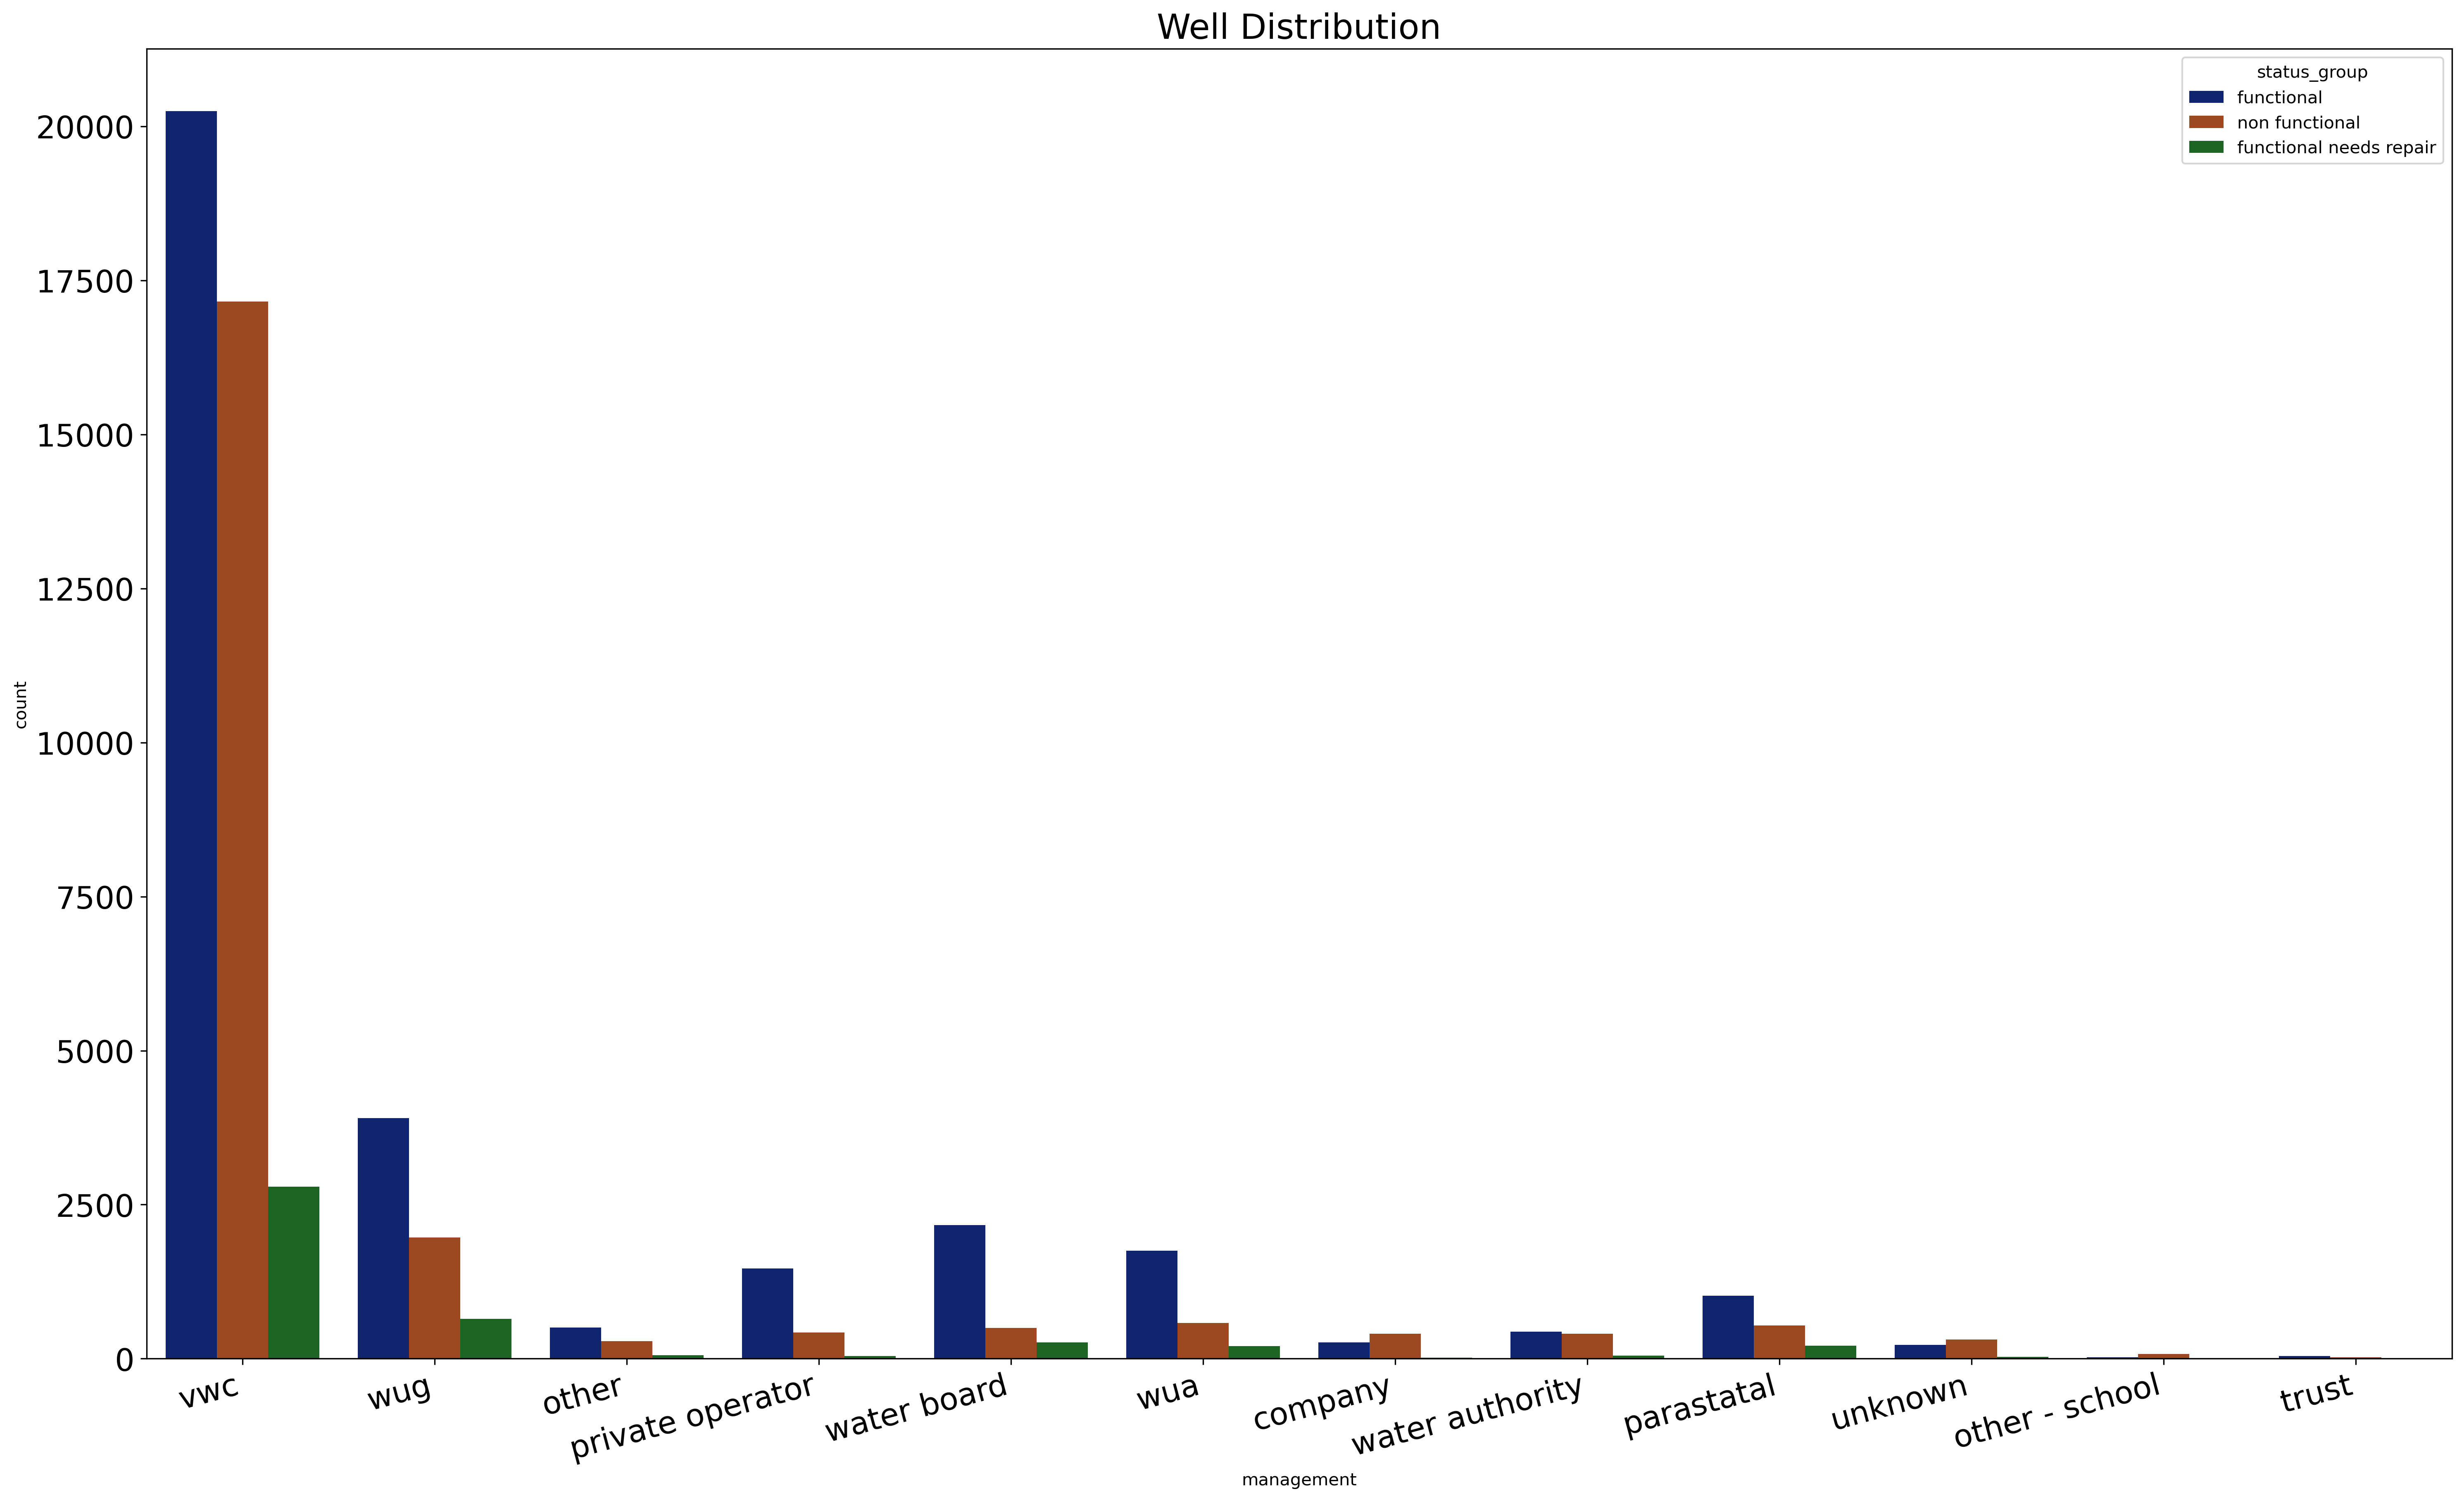 Well Distribution
status_group
functional
non functional
functional needs repair
20000
17500
15000
12500
10000
7500
5000
2500
0
count
vwc
wug
other
private operator
water board
wua
company
water authority
parastatal
unknown
other - school
trust
management